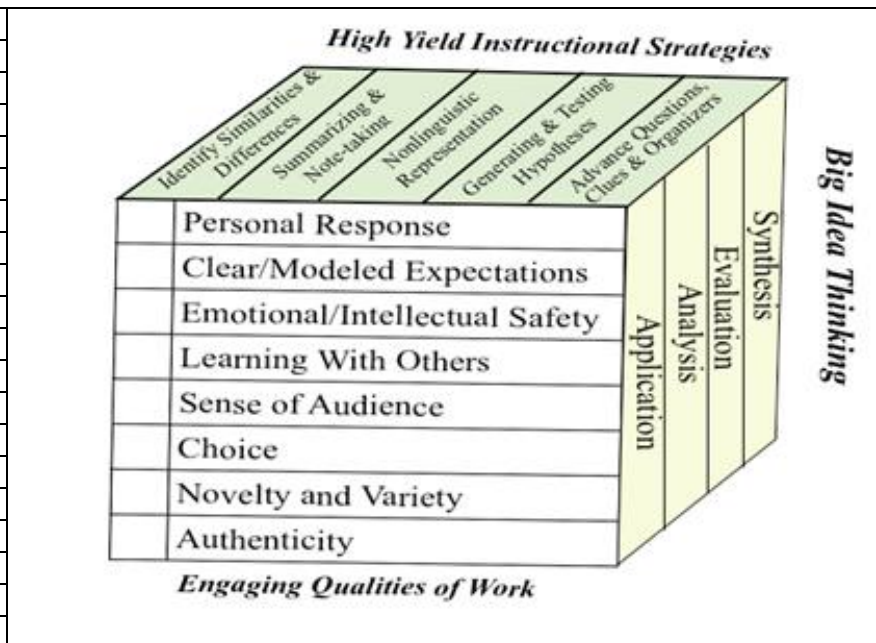 High Yield Instructional Strategies
Identify Similarities &
Differences
Summarizing &
Note-taking
Nonlinguistic
Representation
Generating & Testing
Hypotheses
Advance Questions,
Clues & Organizers
Personal Response
Clear/Modeled Expectations
Emotional/Intellectual Safety
Learning With Others
Sense of Audience
Choice
Novelty and Variety
Authenticity
Application
Analysis
Evaluation
Synthesis
Big Idea Thinking
Engaging Qualities of Work